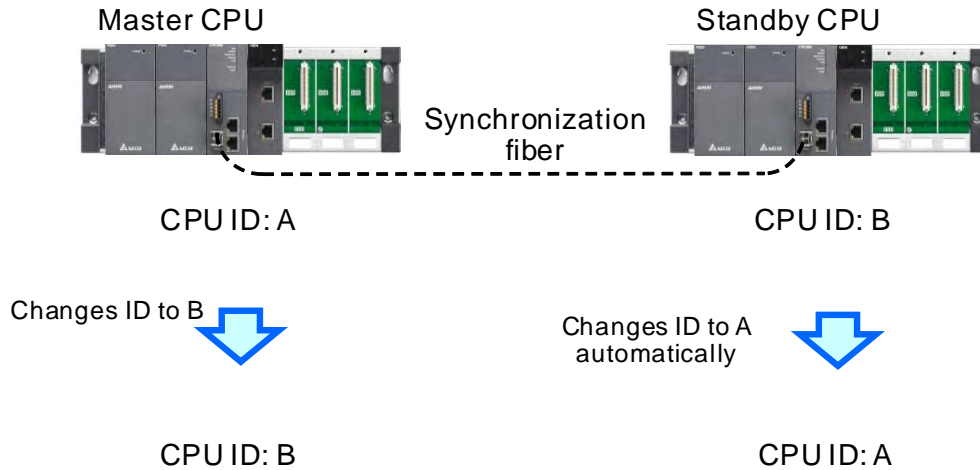 Master CPU
Standby CPU
Synchronization
fiber
CPU ID: A
CPU ID: B
Changes ID to B
Changes ID to A
automatically
CPU ID: B
CPU ID: A